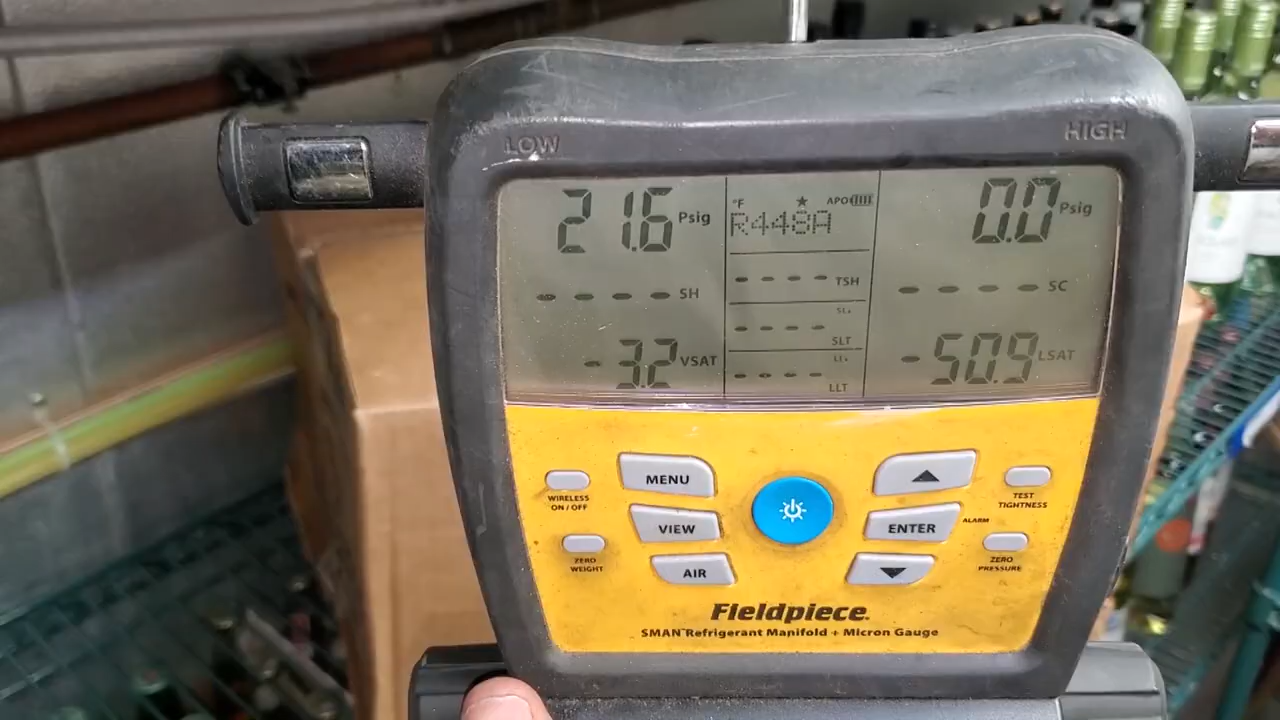 LOW
HIGH
21.6 Psig
°F
APO
R448A
0.0 Psig
- - - - SH
- - - - TSH
- - - - SC
- - - - SLT
-3.2 VSAT
- - - - LLT
-50.9 LSAT
MENU
WIRELESS
ON / OFF
VIEW
ZERO
WEIGHT
AIR
TEST
TIGHTNESS
ENTER
ALARM
ZERO
PRESSURE
Fieldpiece.
SMAN™ Refrigerant Manifold + Micron Gauge